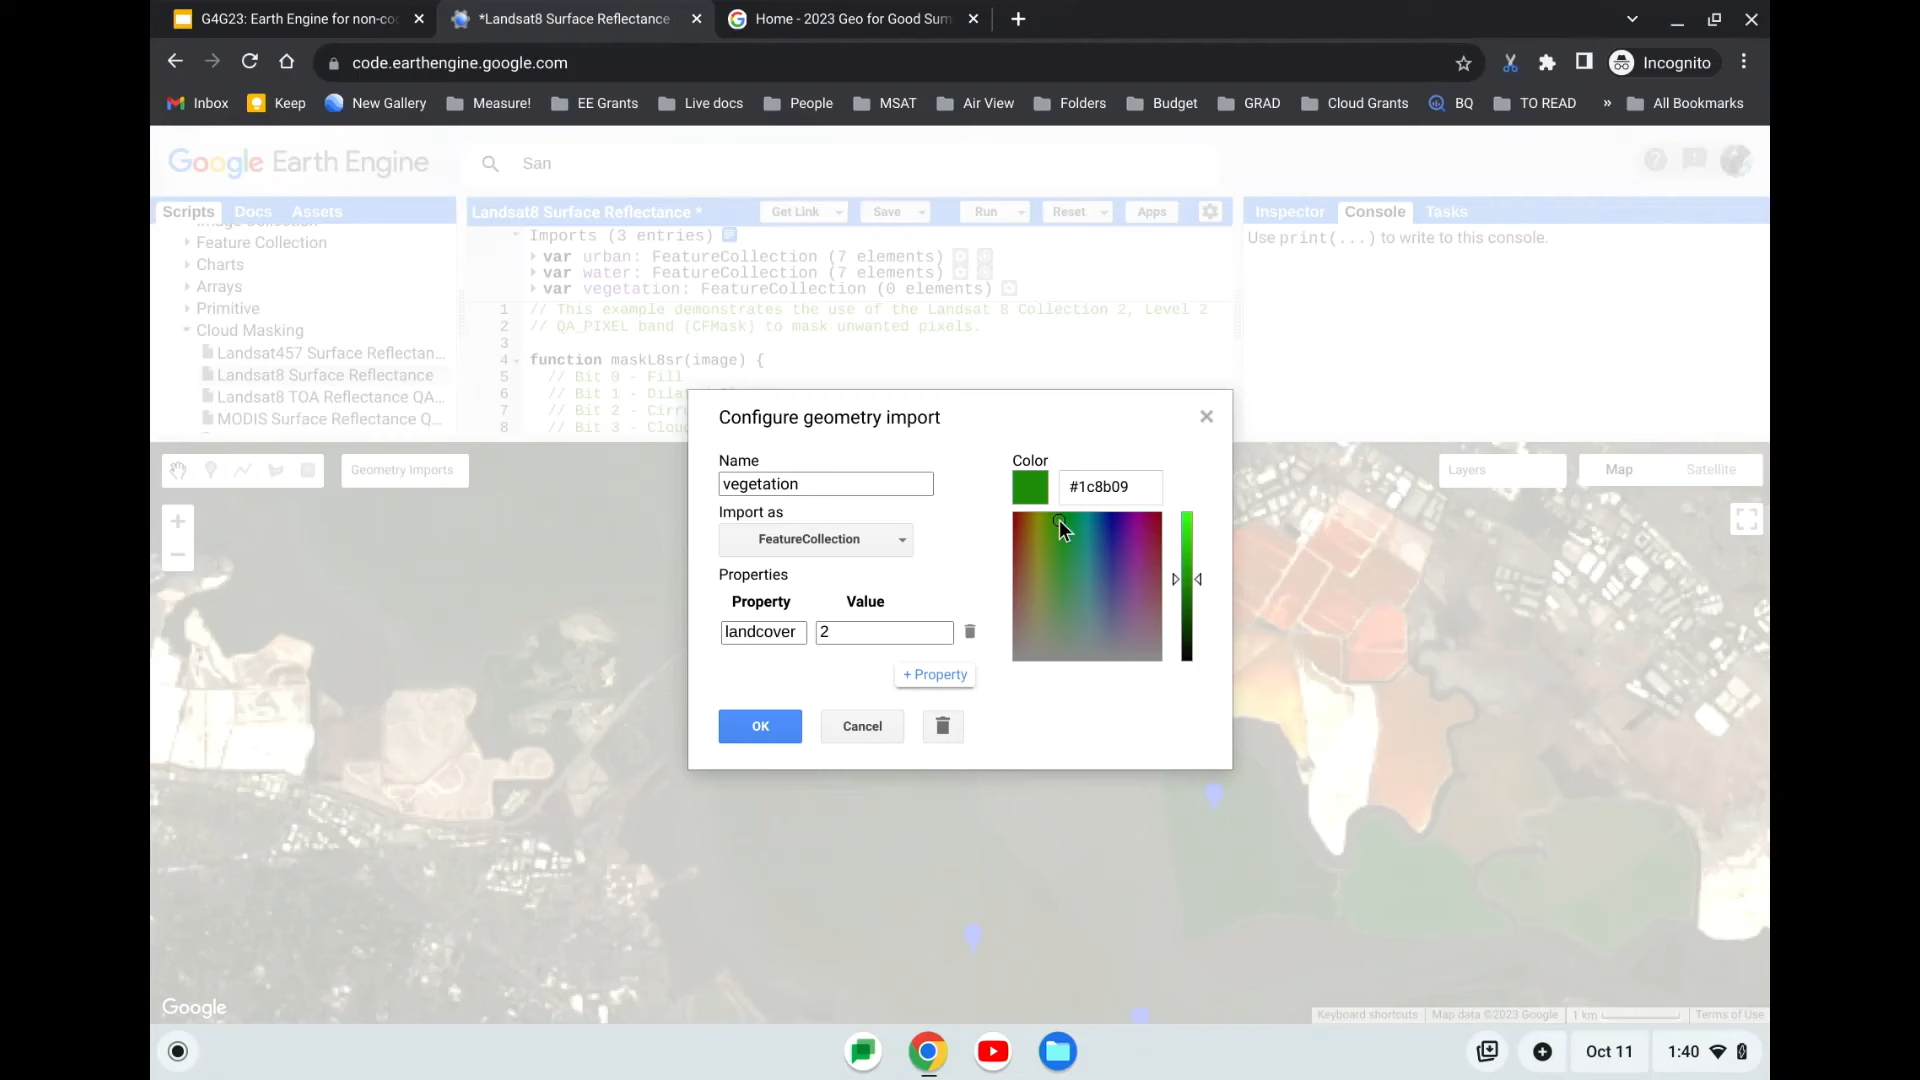 G4G23: Earth Engine for non-co
*Landsat8 Surface Reflectance
Home - 2023 Geo for Good Sum
code.earthengine.google.com
Incognito
Inbox
Keep
New Gallery
Measure!
EE Grants
Live docs
People
MSAT
Air View
Folders
Budget
GRAD
Cloud Grants
BQ
TO READ
»
All Bookmarks
Google Earth Engine
San
Scripts
Docs
Assets
Landsat8 Surface Reflectance *
Get Link
Save
Run
Reset
Apps
Inspector
Console
Tasks
Feature Collection
Charts
Arrays
Primitive
Cloud Masking
Landsat457 Surface Reflectan...
Landsat8 Surface Reflectance
Landsat8 TOA Reflectance QA...
MODIS Surface Reflectance Q...
Imports (3 entries)
var urban: FeatureCollection (7 elements)
var water: FeatureCollection (7 elements)
var vegetation: FeatureCollection (0 elements)
1 // This example demonstrates the use of the Landsat 8 Collection 2, Level 2
2 // QA_PIXEL band (CFMask) to mask unwanted pixels.
3
4 function maskL8sr(image) {
5 // Bit 0 - Fill
6 // Bit 1 - Dila
7 // Bit 2 - Cirr
8 // Bit 3 - Clou
Use print(...) to write to this console.
Configure geometry import
Name
vegetation
Import as
FeatureCollection
Properties
Property Value
landcover 2
+ Property
OK
Cancel
Color
#1c8b09
Geometry Imports
Layers
Map
Satellite
+
−
Google
Keyboard shortcuts
Map data ©2023 Google
1 km
Terms of Use
Oct 11
1:40